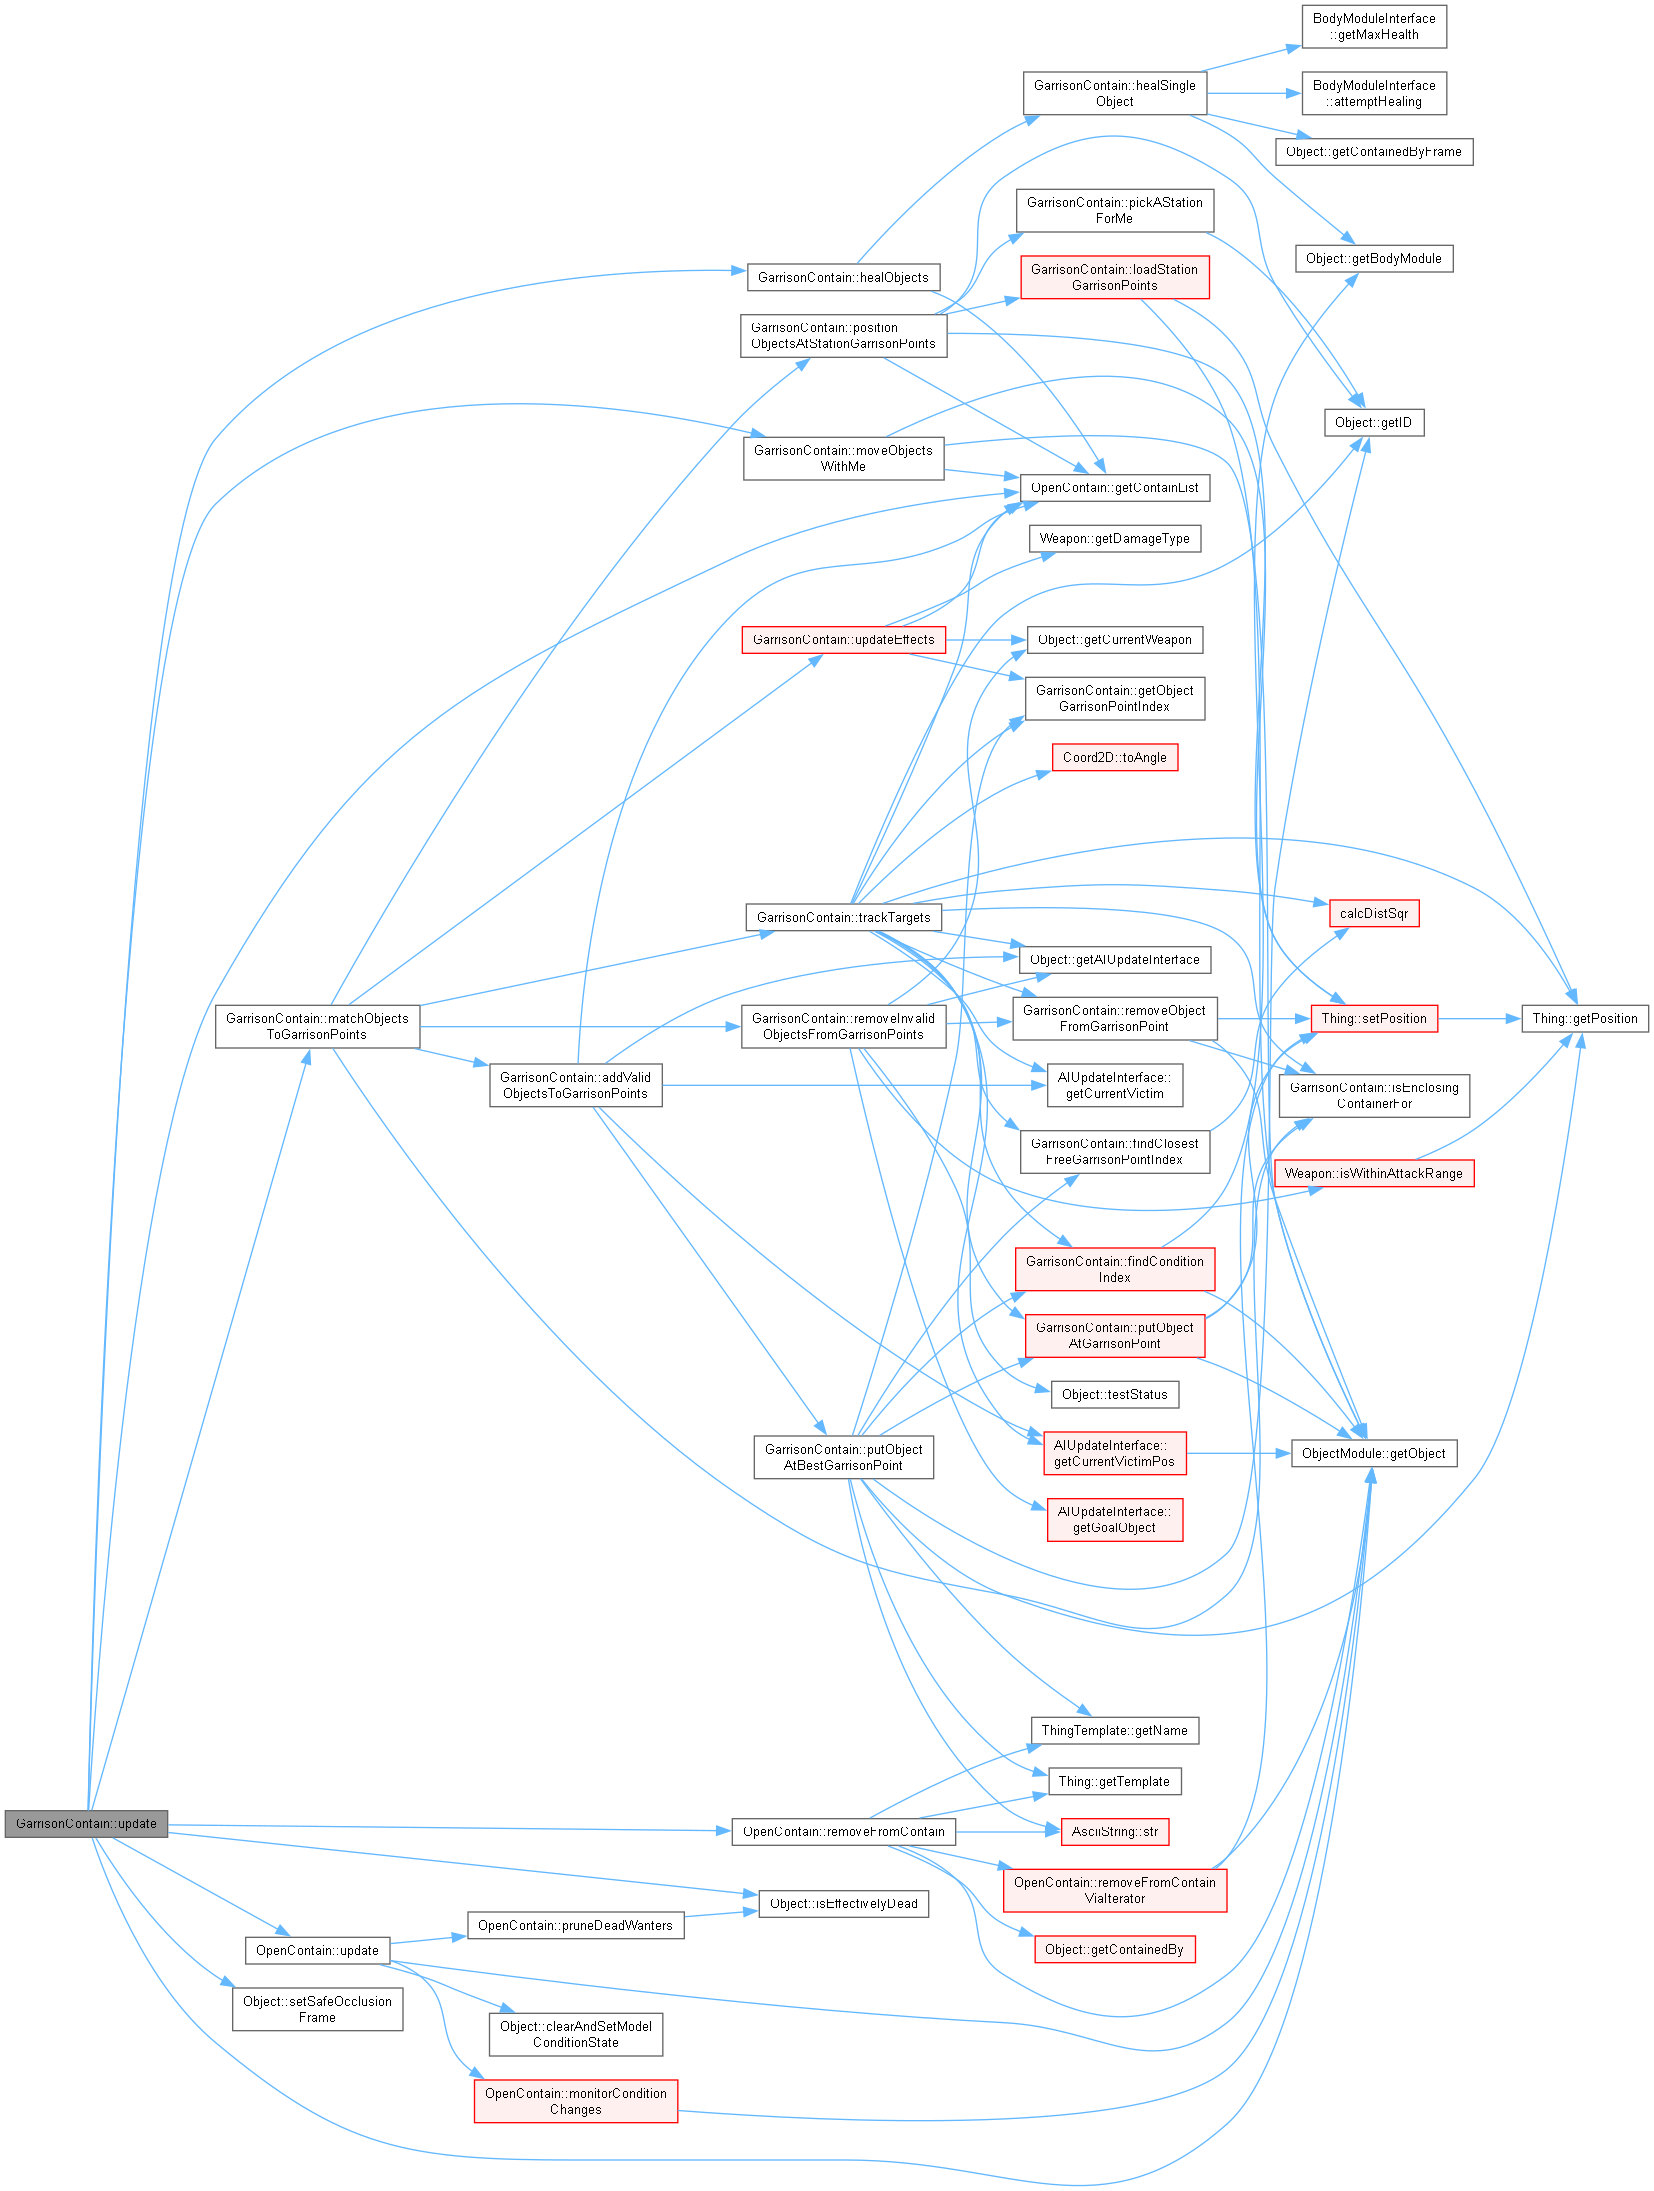 BodyModuleInterface
::getMaxHealth
GarrisonContain::healSingle
Object
BodyModuleInterface
::attemptHealing
Object::getContainedByFrame
GarrisonContain::pickAStation
ForMe
Object::getBodyModule
GarrisonContain::healObjects
GarrisonContain::loadStation
GarrisonPoints
GarrisonContain::position
ObjectsAtStationGarrisonPoints
Object::getID
GarrisonContain::moveObjects
WithMe
OpenContain::getContainList
Weapon::getDamageType
GarrisonContain::updateEffects
Object::getCurrentWeapon
GarrisonContain::getObject
GarrisonPointIndex
Coord2D::toAngle
GarrisonContain::trackTargets
calcDistSqr
Object::getAIUpdateInterface
GarrisonContain::matchObjects
ToGarrisonPoints
GarrisonContain::removeInvalid
ObjectsFromGarrisonPoints
GarrisonContain::removeObject
FromGarrisonPoint
Thing::setPosition
Thing::getPosition
GarrisonContain::addValid
ObjectsToGarrisonPoints
AIUpdateInterface::
getCurrentVictim
GarrisonContain::isEnclosing
ContainerFor
GarrisonContain::findClosest
FreeGarrisonPointIndex
Weapon::isWithinAttackRange
GarrisonContain::findCondition
Index
GarrisonContain::putObject
AtGarrisonPoint
Object::testStatus
GarrisonContain::putObject
AtBestGarrisonPoint
AIUpdateInterface::
getCurrentVictimPos
ObjectModule::getObject
AIUpdateInterface::
getGoalObject
ThingTemplate::getName
Thing::getTemplate
GarrisonContain::update
OpenContain::removeFromContain
AsciiString::str
OpenContain::removeFromContain
ViaIterator
Object::isEffectivelyDead
OpenContain::pruneDeadWanters
OpenContain::update
Object::getContainedBy
Object::setSafeOcclusion
Frame
Object::clearAndSetModel
ConditionState
OpenContain::monitorCondition
Changes